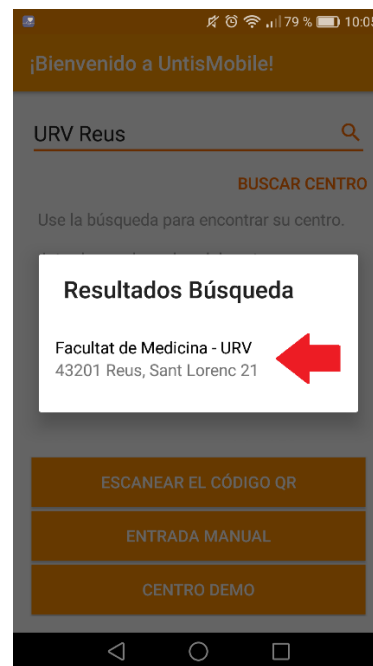 79 % 10:05
¡Bienvenido a UntisMobile!
URV Reus
BUSCAR CENTRO
Use la búsqueda para encontrar su centro.
Resultados Búsqueda
Facultat de Medicina - URV
43201 Reus, Sant Lorenc 21
ESCANEAR EL CÓDIGO QR
ENTRADA MANUAL
CENTRO DEMO